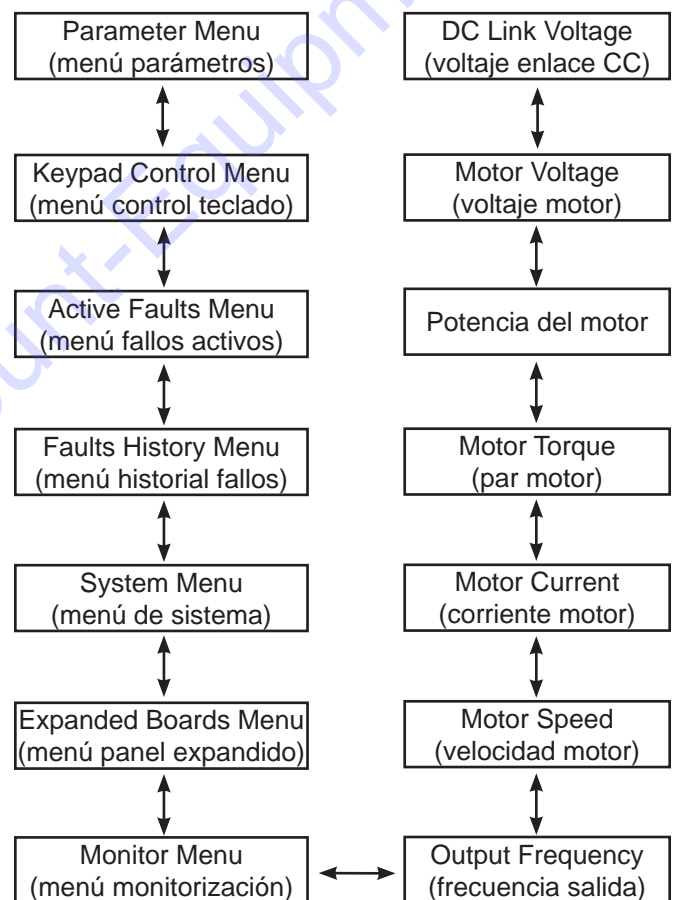 Parameter Menu
(menú parámetros)
Keypad Control Menu
(menú control teclado)
Active Faults Menu
(menú fallos activos)
Faults History Menu
(menú historial fallos)
System Menu
(menú de sistema)
Expanded Boards Menu
(menú panel expandido)
Monitor Menu
(menú monitorización)
DC Link Voltage
(voltaje enlace CC)
Motor Voltage
(voltaje motor)
Potencia del motor
Motor Torque
(par motor)
Motor Current
(corriente motor)
Motor Speed
(velocidad motor)
Output Frequency
(frecuencia salida)